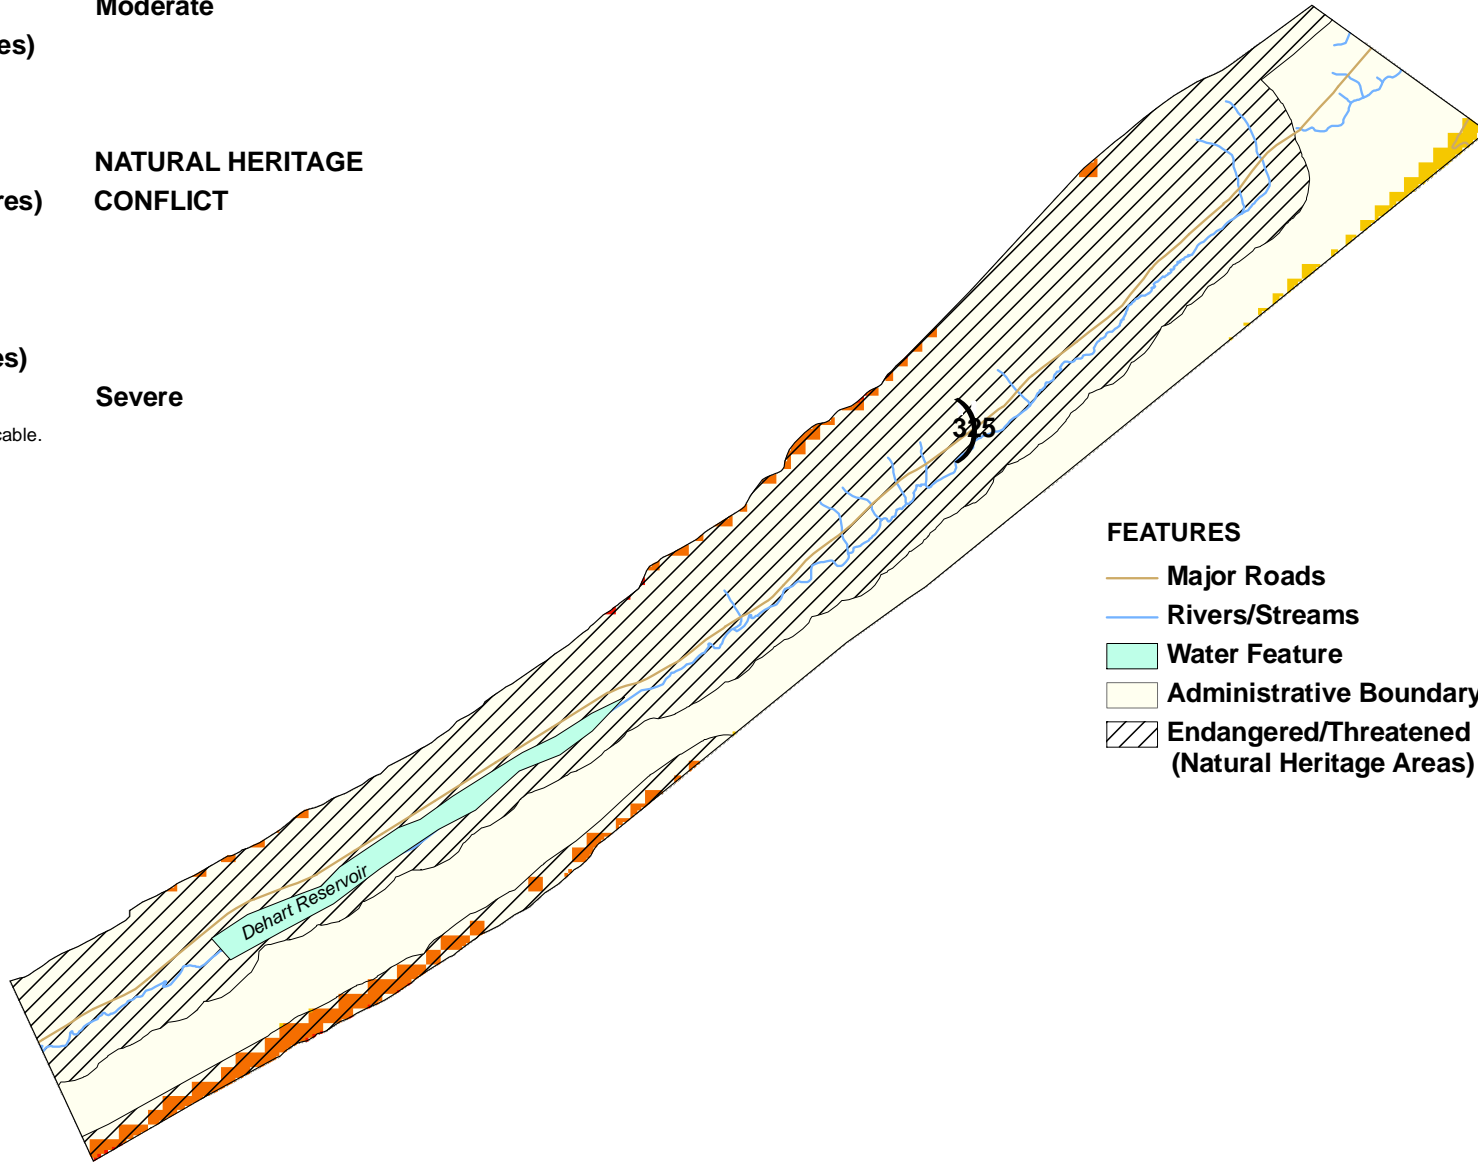 Moderate
es)
NATURAL HERITAGE
res) CONFLICT
es)
Severe
cable.
325
FEATURES
Major Roads
Rivers/Streams
Water Feature
Administrative Boundary
Endangered/Threatened
(Natural Heritage Areas)
Dehart Reservoir